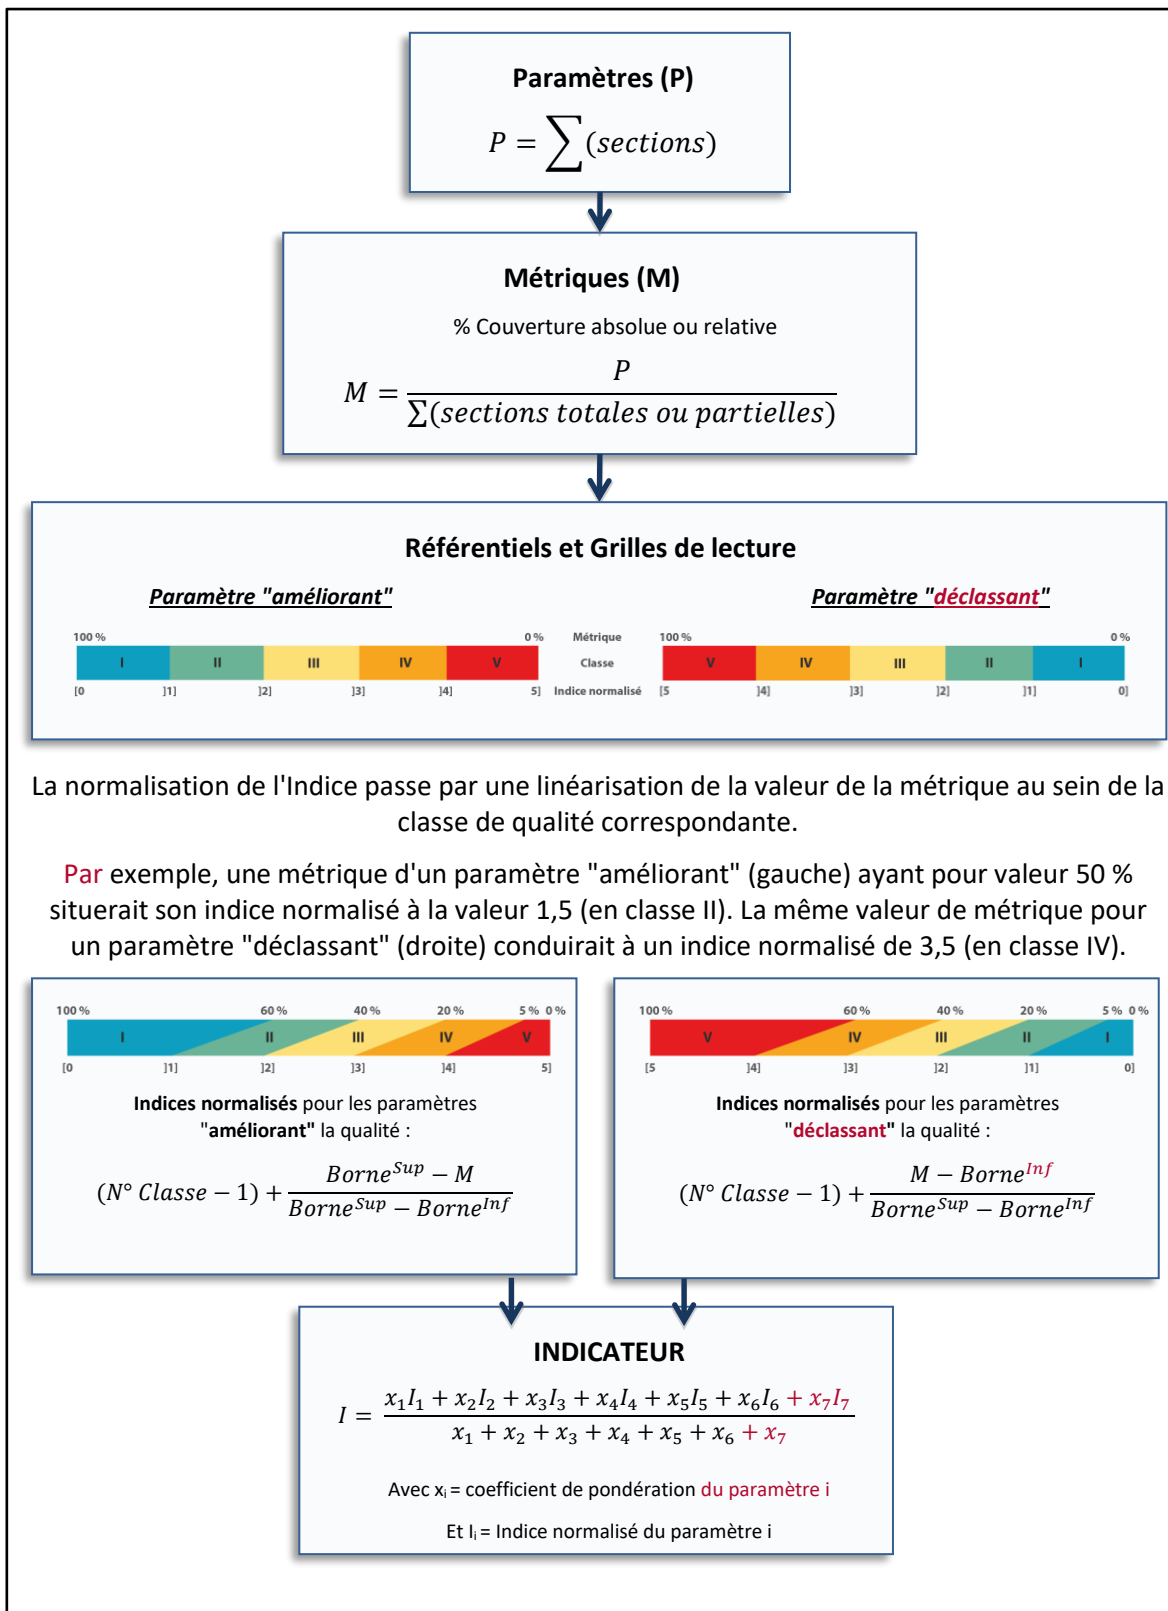 Paramètres (P)
P = ∑(sections)
Métriques (M)
% Couverture absolue ou relative
M = P / ∑(sections totales ou partielles)
Référentiels et Grilles de lecture
Paramètre "améliorant"
Paramètre "déclassant"
100 % 0 % Métrique 100 % 0 %
I II III IV V Classe V IV III II I
[0 ]1] ]2] ]3] ]4] 5] Indice normalisé [5 ]4] ]3] ]2] ]1] 0]
La normalisation de l'Indice passe par une linéarisation de la valeur de la métrique au sein de la
classe de qualité correspondante.
Par exemple, une métrique d'un paramètre "améliorant" (gauche) ayant pour valeur 50 %
situerait son indice normalisé à la valeur 1,5 (en classe II). La même valeur de métrique pour
un paramètre "déclassant" (droite) conduirait à un indice normalisé de 3,5 (en classe IV).
100 % 60 % 40 % 20 % 5 % 0 %
I II III IV V
[0 ]1] ]2] ]3] ]4] 5]
Indices normalisés pour les paramètres
"améliorant" la qualité :
(N° Classe − 1) + (Borne^Sup − M) / (Borne^Sup − Borne^Inf)
100 % 60 % 40 % 20 % 5 % 0 %
V IV III II I
[5 ]4] ]3] ]2] ]1] 0]
Indices normalisés pour les paramètres
"déclassant" la qualité :
(N° Classe − 1) + (M − Borne^Inf) / (Borne^Sup − Borne^Inf)
INDICATEUR
I = (x₁I₁ + x₂I₂ + x₃I₃ + x₄I₄ + x₅I₅ + x₆I₆ + x₇I₇) / (x₁ + x₂ + x₃ + x₄ + x₅ + x₆ + x₇)
Avec xᵢ = coefficient de pondération du paramètre i
Et Iᵢ = Indice normalisé du paramètre i